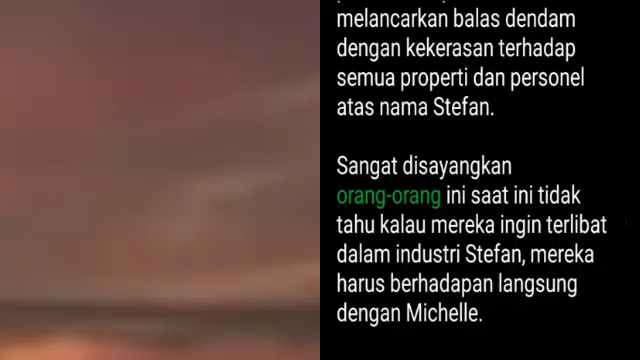 melancarkan balas dendam
dengan kekerasan terhadap
semua properti dan personel
atas nama Stefan.
Sangat disayangkan
orang-orang ini saat ini tidak
tahu kalau mereka ingin terlibat
dalam industri Stefan, mereka
harus berhadapan langsung
dengan Michelle.